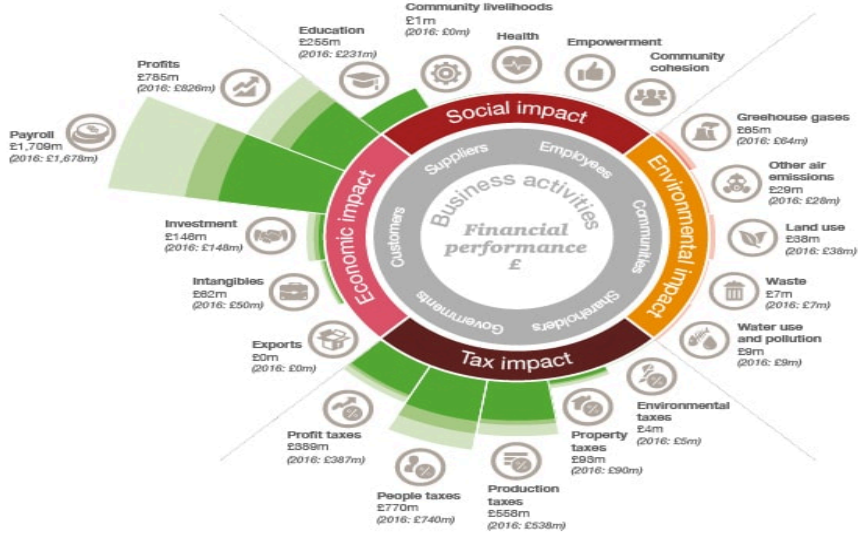 Community livelihoods
£1m
(2016: £0m)
Education
£255m
(2016: £231m)
Health
Empowerment
Community
cohesion
Profits
£785m
(2016: £826m)
Payroll
£1,709m
(2016: £1,678m)
Greehouse gases
£65m
(2016: £64m)
Other air
emissions
£29m
(2016: £28m)
Land use
£38m
(2016: £38m)
Waste
£7m
(2016: £7m)
Water use
and pollution
£9m
(2016: £9m)
Investment
£146m
(2016: £148m)
Intangibles
£62m
(2016: £50m)
Exports
£0m
(2016: £0m)
Social impact
Environmental impact
Economic impact
Tax impact
Suppliers
Employees
Customers
Communities
Governments
Shareholders
Business activities
Financial
performance
£
Profit taxes
£389m
(2016: £387m)
People taxes
£770m
(2016: £740m)
Production
taxes
£558m
(2016: £538m)
Property
taxes
£93m
(2016: £90m)
Environmental
taxes
£4m
(2016: £5m)